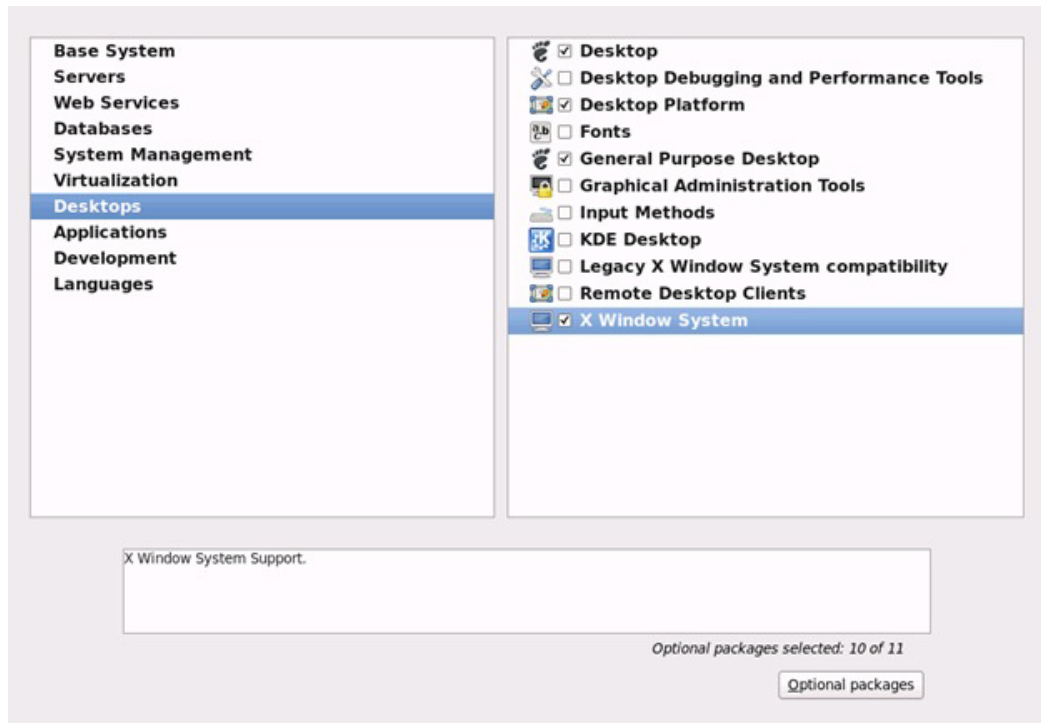 Base System
Servers
Web Services
Databases
System Management
Virtualization
Desktops
Applications
Development
Languages
Desktop
Desktop Debugging and Performance Tools
Desktop Platform
Fonts
General Purpose Desktop
Graphical Administration Tools
Input Methods
KDE Desktop
Legacy X Window System compatibility
Remote Desktop Clients
X Window System
X Window System Support.
Optional packages selected: 10 of 11
Optional packages